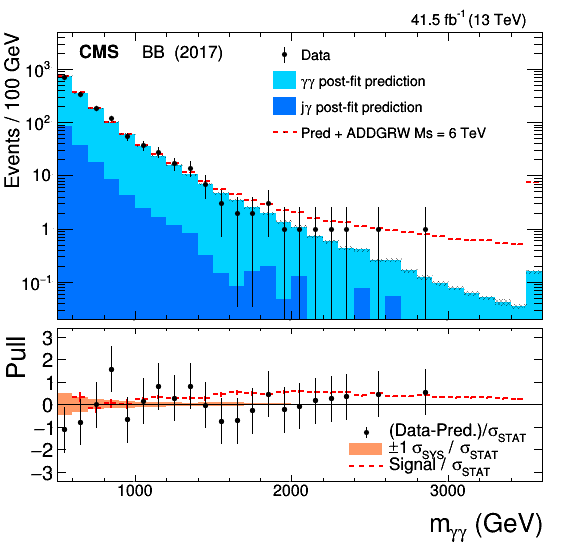 41.5 fb⁻¹ (13 TeV)
CMS BB (2017)
Data
γγ post-fit prediction
jγ post-fit prediction
Pred + ADDGRW Ms = 6 TeV
Events / 100 GeV
10³
10²
10
1
10⁻¹
Pull
3
2
1
0
−1
−2
−3
(Data-Pred.)/σSTAT
±1 σSYS / σSTAT
Signal / σSTAT
1000 2000 3000
mγγ (GeV)